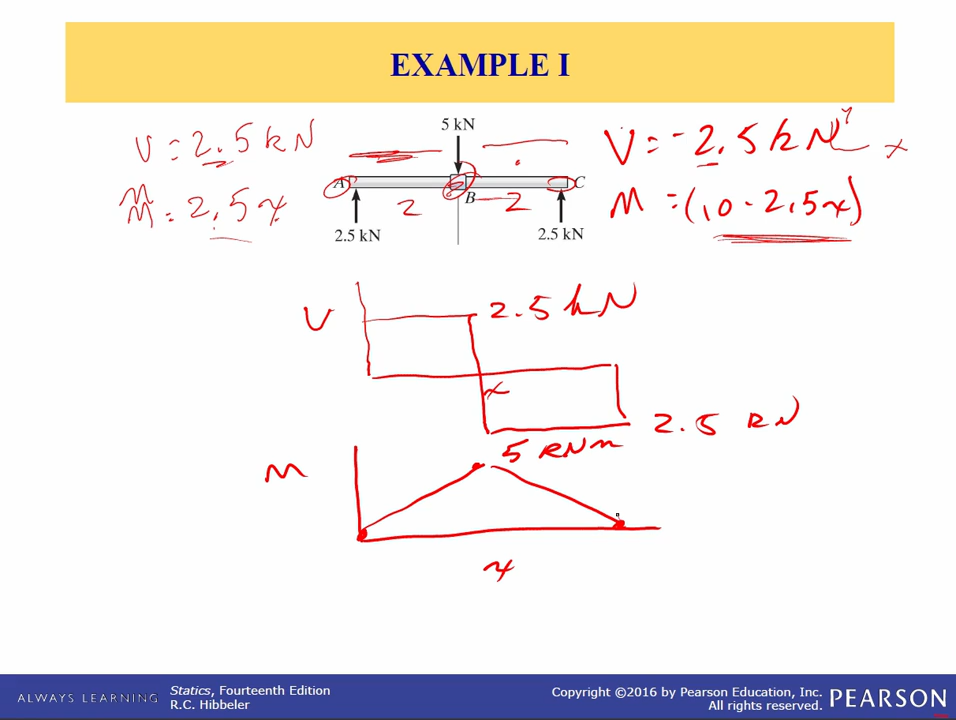 EXAMPLE I
V = 2.5 kN
M = 2.5x
5 kN
A
B
C
2
2
2.5 kN
2.5 kN
V = -2.5 kN
y
x
M = (10 - 2.5x)
V
2.5 kN
x
2.5 kN
M
5 kNm
x
ALWAYS LEARNING
Statics, Fourteenth Edition
R.C. Hibbeler
Copyright ©2016 by Pearson Education, Inc.
All rights reserved.
PEARSON